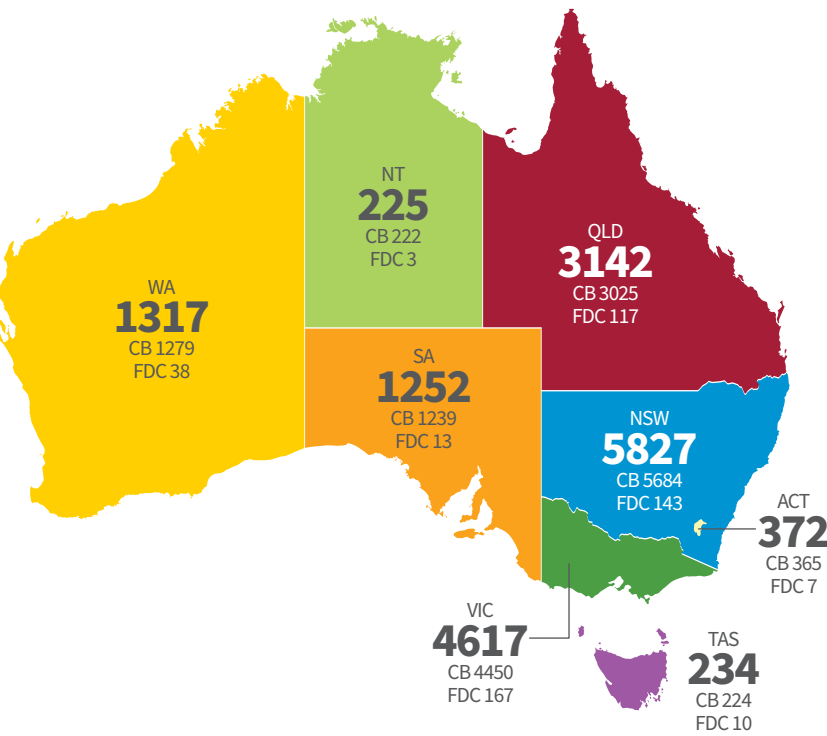 NT
225
CB 222
FDC 3
QLD
3142
CB 3025
FDC 117
WA
1317
CB 1279
FDC 38
SA
1252
CB 1239
FDC 13
NSW
5827
CB 5684
FDC 143
ACT
372
CB 365
FDC 7
VIC
4617
CB 4450
FDC 167
TAS
234
CB 224
FDC 10